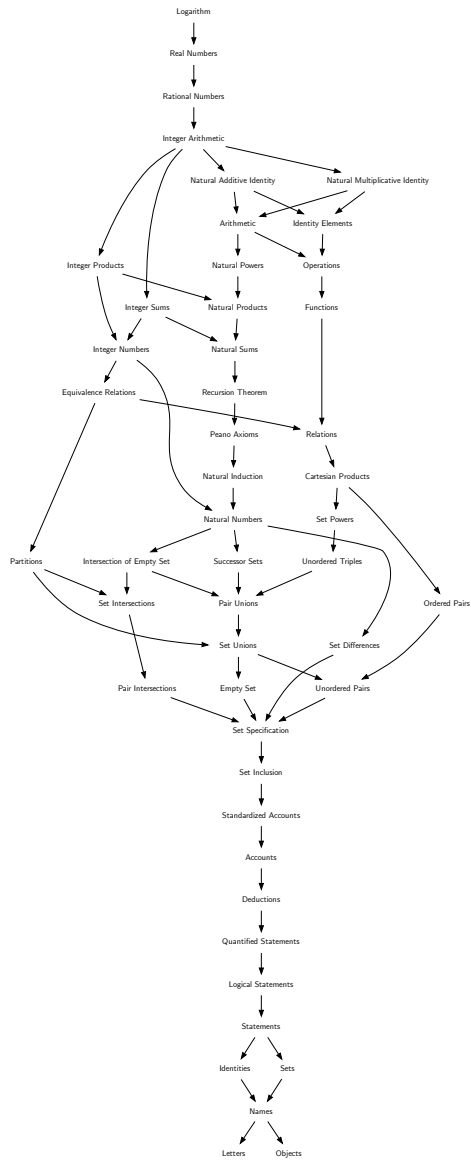 Logarithm
Real Numbers
Rational Numbers
Integer Arithmetic
Natural Additive Identity
Natural Multiplicative Identity
Arithmetic
Identity Elements
Integer Products
Natural Powers
Operations
Integer Sums
Natural Products
Functions
Integer Numbers
Natural Sums
Equivalence Relations
Recursion Theorem
Peano Axioms
Relations
Natural Induction
Cartesian Products
Natural Numbers
Set Powers
Partitions
Intersection of Empty Set
Successor Sets
Unordered Triples
Set Intersections
Pair Unions
Ordered Pairs
Set Unions
Set Differences
Pair Intersections
Empty Set
Unordered Pairs
Set Specification
Set Inclusion
Standardized Accounts
Accounts
Deductions
Quantified Statements
Logical Statements
Statements
Identities
Sets
Names
Letters
Objects